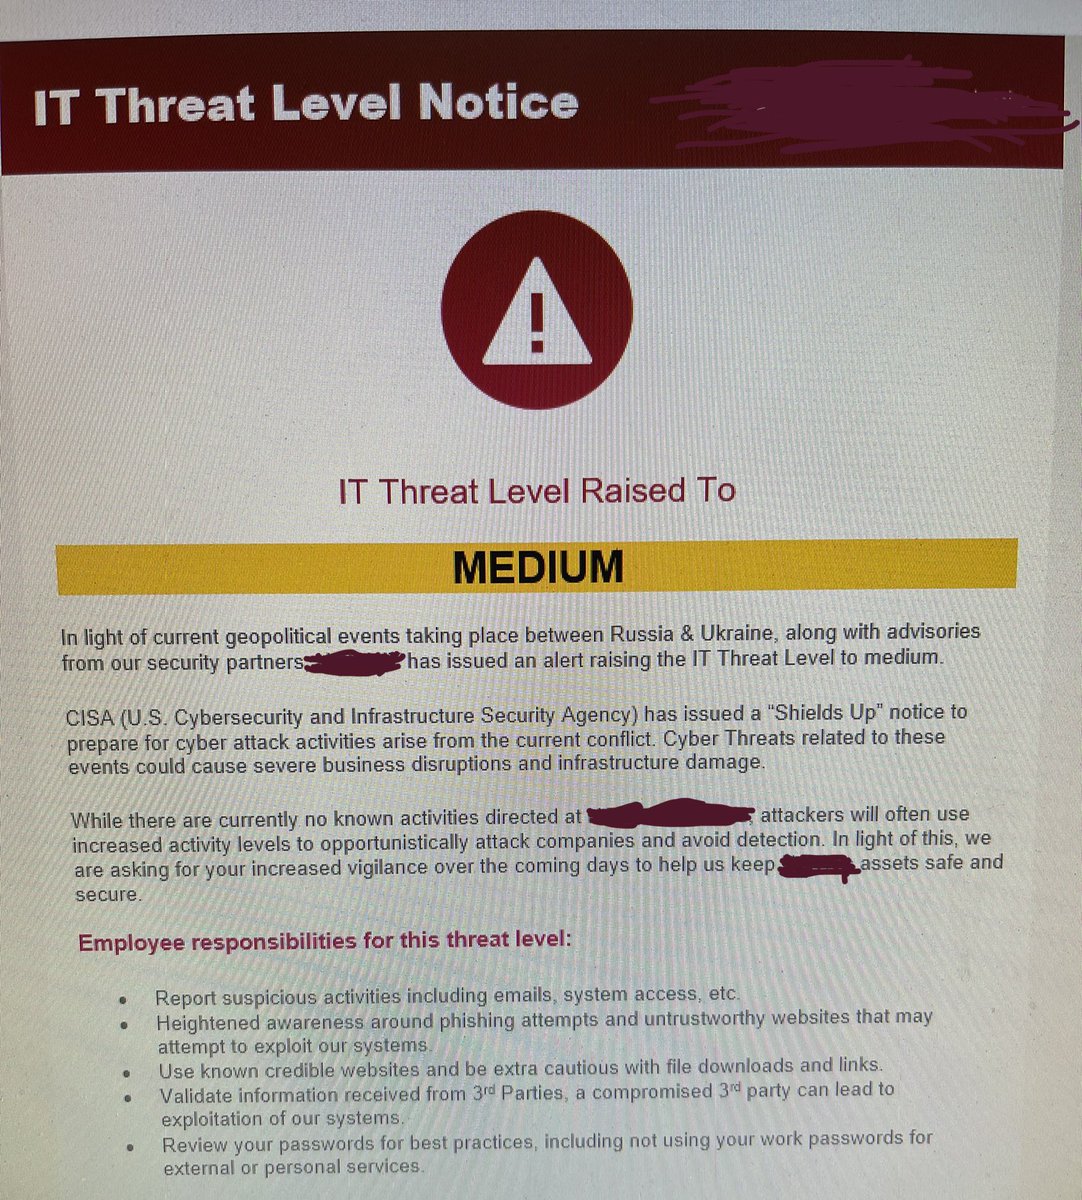 IT Threat Level Notice
IT Threat Level Raised To
MEDIUM
In light of current geopolitical events taking place between Russia & Ukraine, along with advisories
from our security partners has issued an alert raising the IT Threat Level to medium.
CISA (U.S. Cybersecurity and Infrastructure Security Agency) has issued a “Shields Up” notice to
prepare for cyber attack activities arise from the current conflict. Cyber Threats related to these
events could cause severe business disruptions and infrastructure damage.
While there are currently no known activities directed at , attackers will often use
increased activity levels to opportunistically attack companies and avoid detection. In light of this, we
are asking for your increased vigilance over the coming days to help us keep assets safe and
secure.
Employee responsibilities for this threat level:
• Report suspicious activities including emails, system access, etc.
• Heightened awareness around phishing attempts and untrustworthy websites that may
attempt to exploit our systems.
• Use known credible websites and be extra cautious with file downloads and links.
• Validate information received from 3rd Parties, a compromised 3rd party can lead to
exploitation of our systems.
• Review your passwords for best practices, including not using your work passwords for
external or personal services.